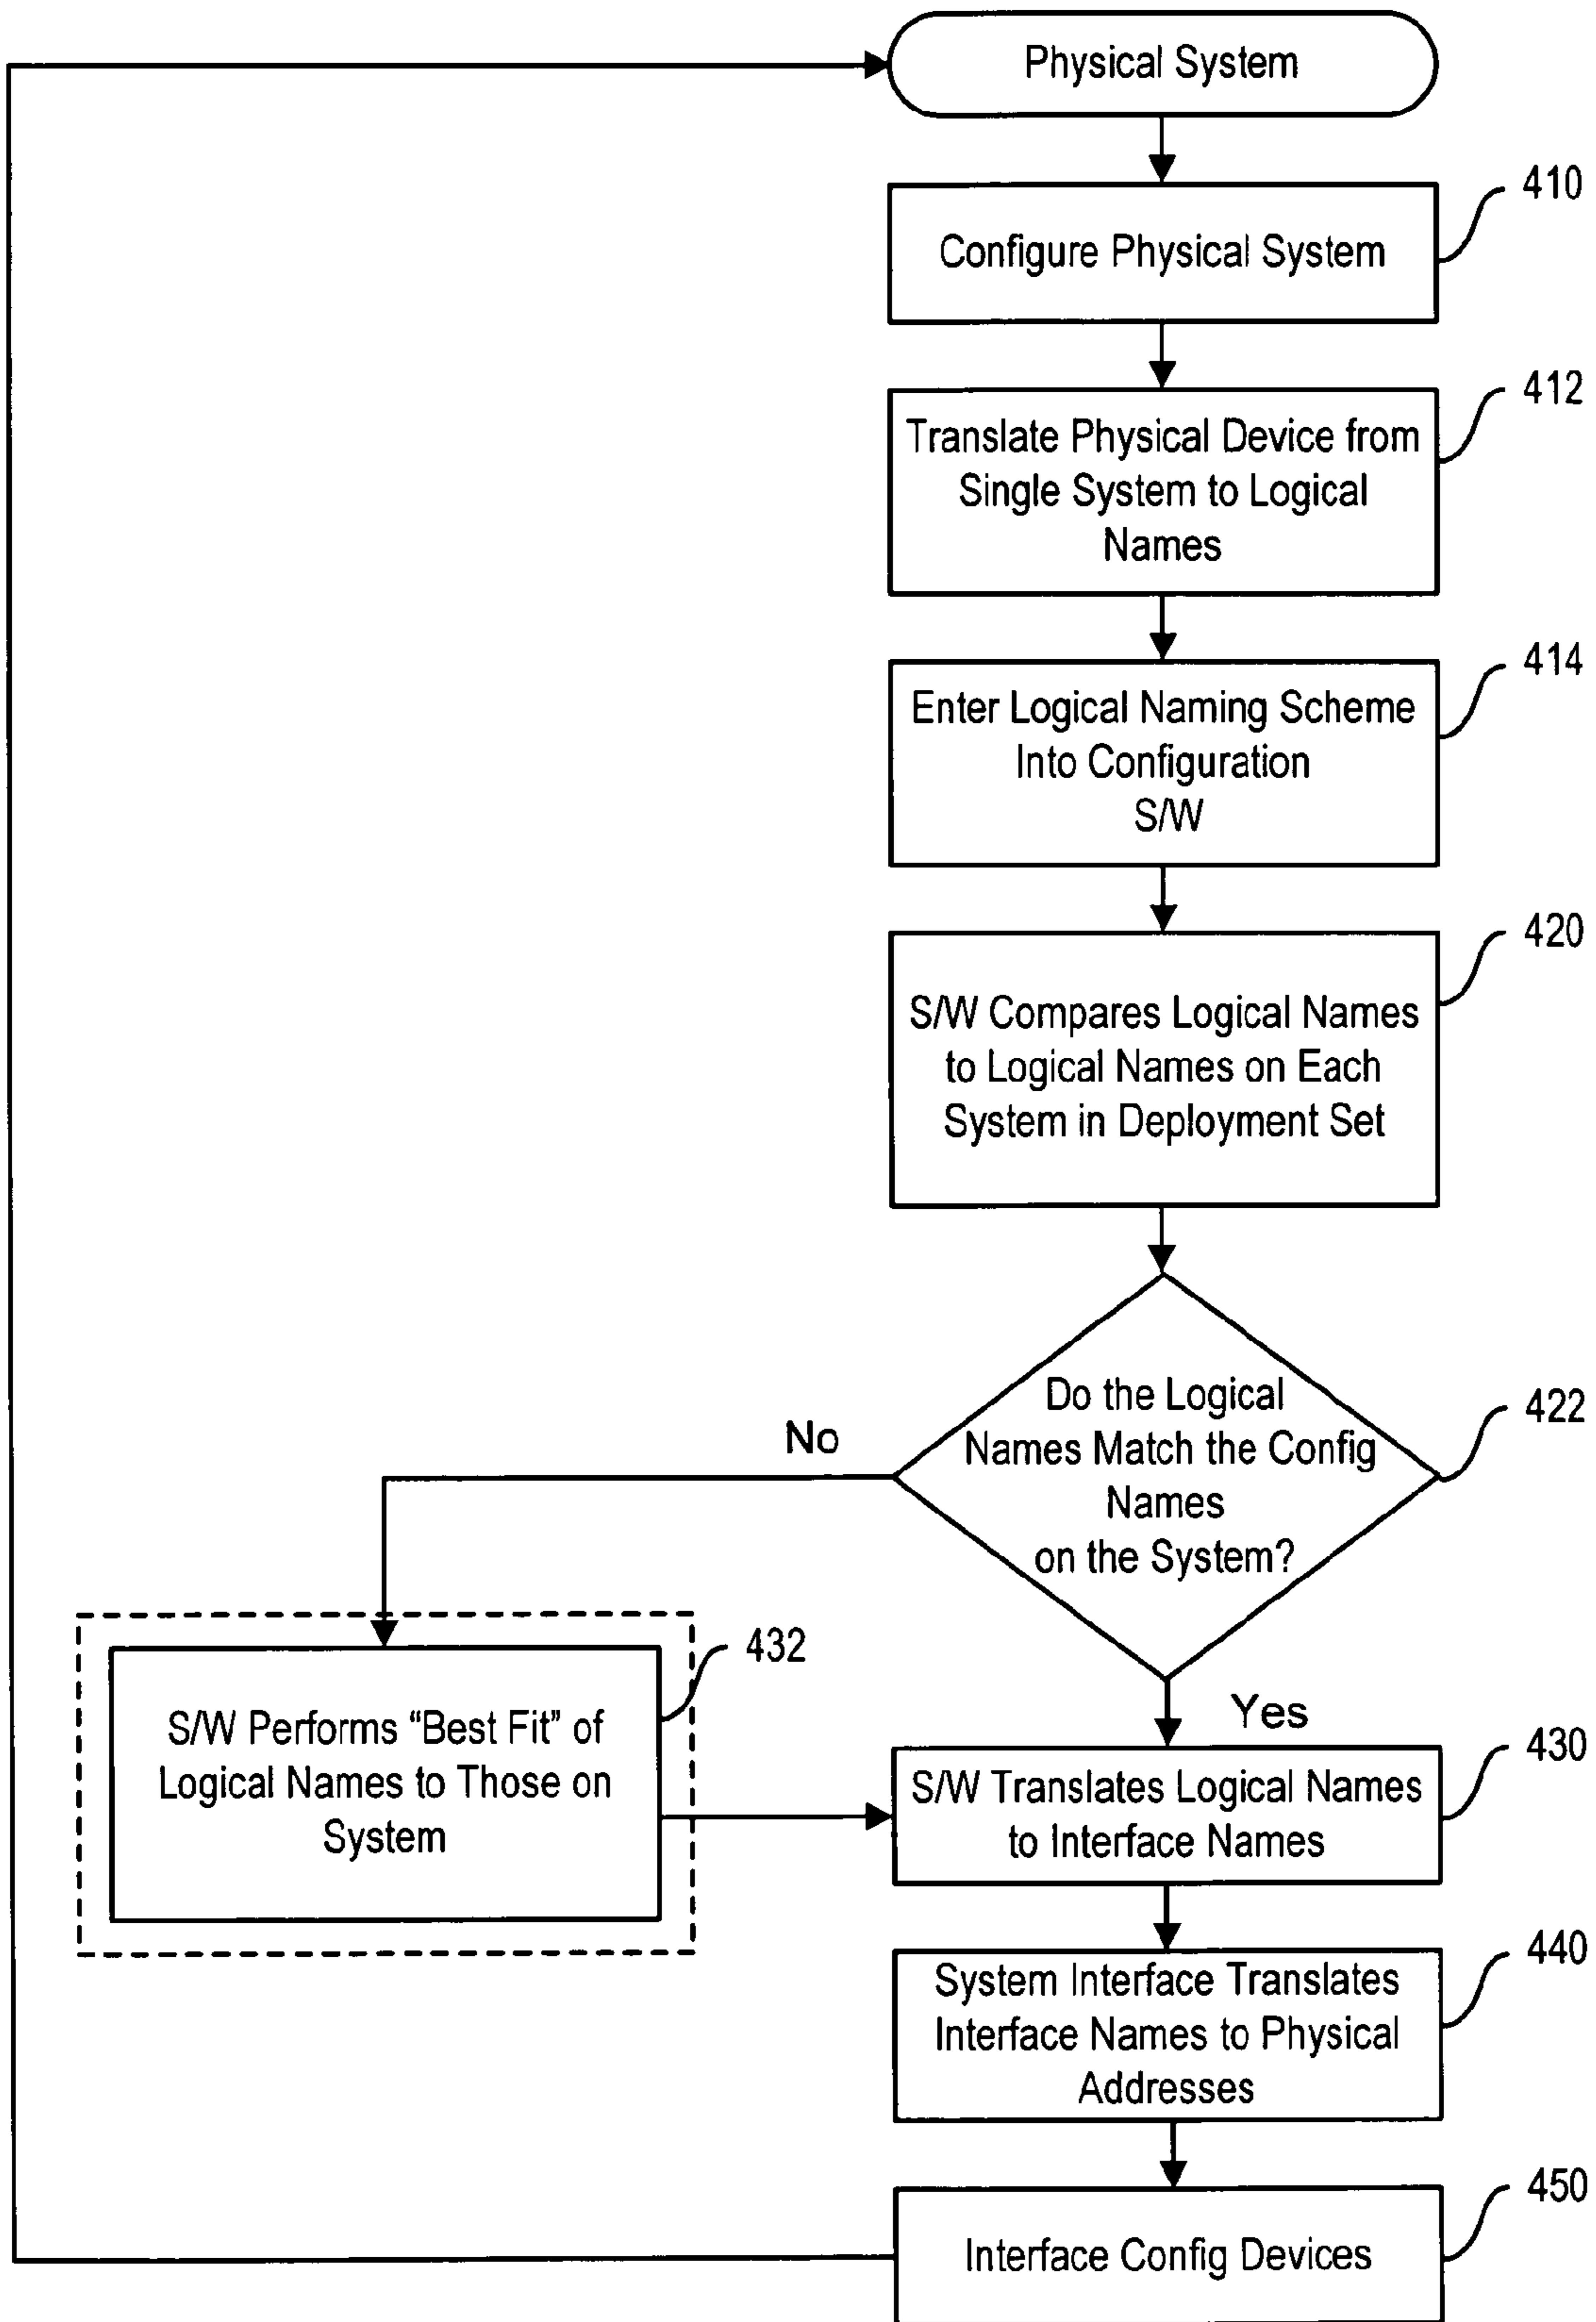 Physical System
410
Configure Physical System
412
Translate Physical Device from
Single System to Logical
Names
414
Enter Logical Naming Scheme
Into Configuration
S/W
420
S/W Compares Logical Names
to Logical Names on Each
System in Deployment Set
422
Do the Logical
Names Match the Config
Names
on the System?
No
Yes
432
S/W Performs “Best Fit” of
Logical Names to Those on
System
430
S/W Translates Logical Names
to Interface Names
440
System Interface Translates
Interface Names to Physical
Addresses
450
Interface Config Devices